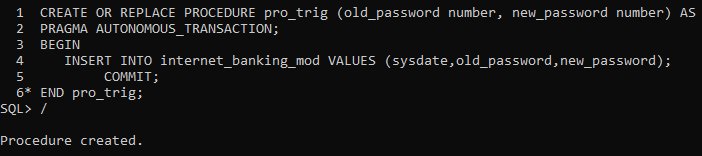 1 CREATE OR REPLACE PROCEDURE pro_trig (old_password number, new_password number) AS
2 PRAGMA AUTONOMOUS_TRANSACTION;
3 BEGIN
4 INSERT INTO internet_banking_mod VALUES (sysdate,old_password,new_password);
5 COMMIT;
6* END pro_trig;
SQL> /
Procedure created.